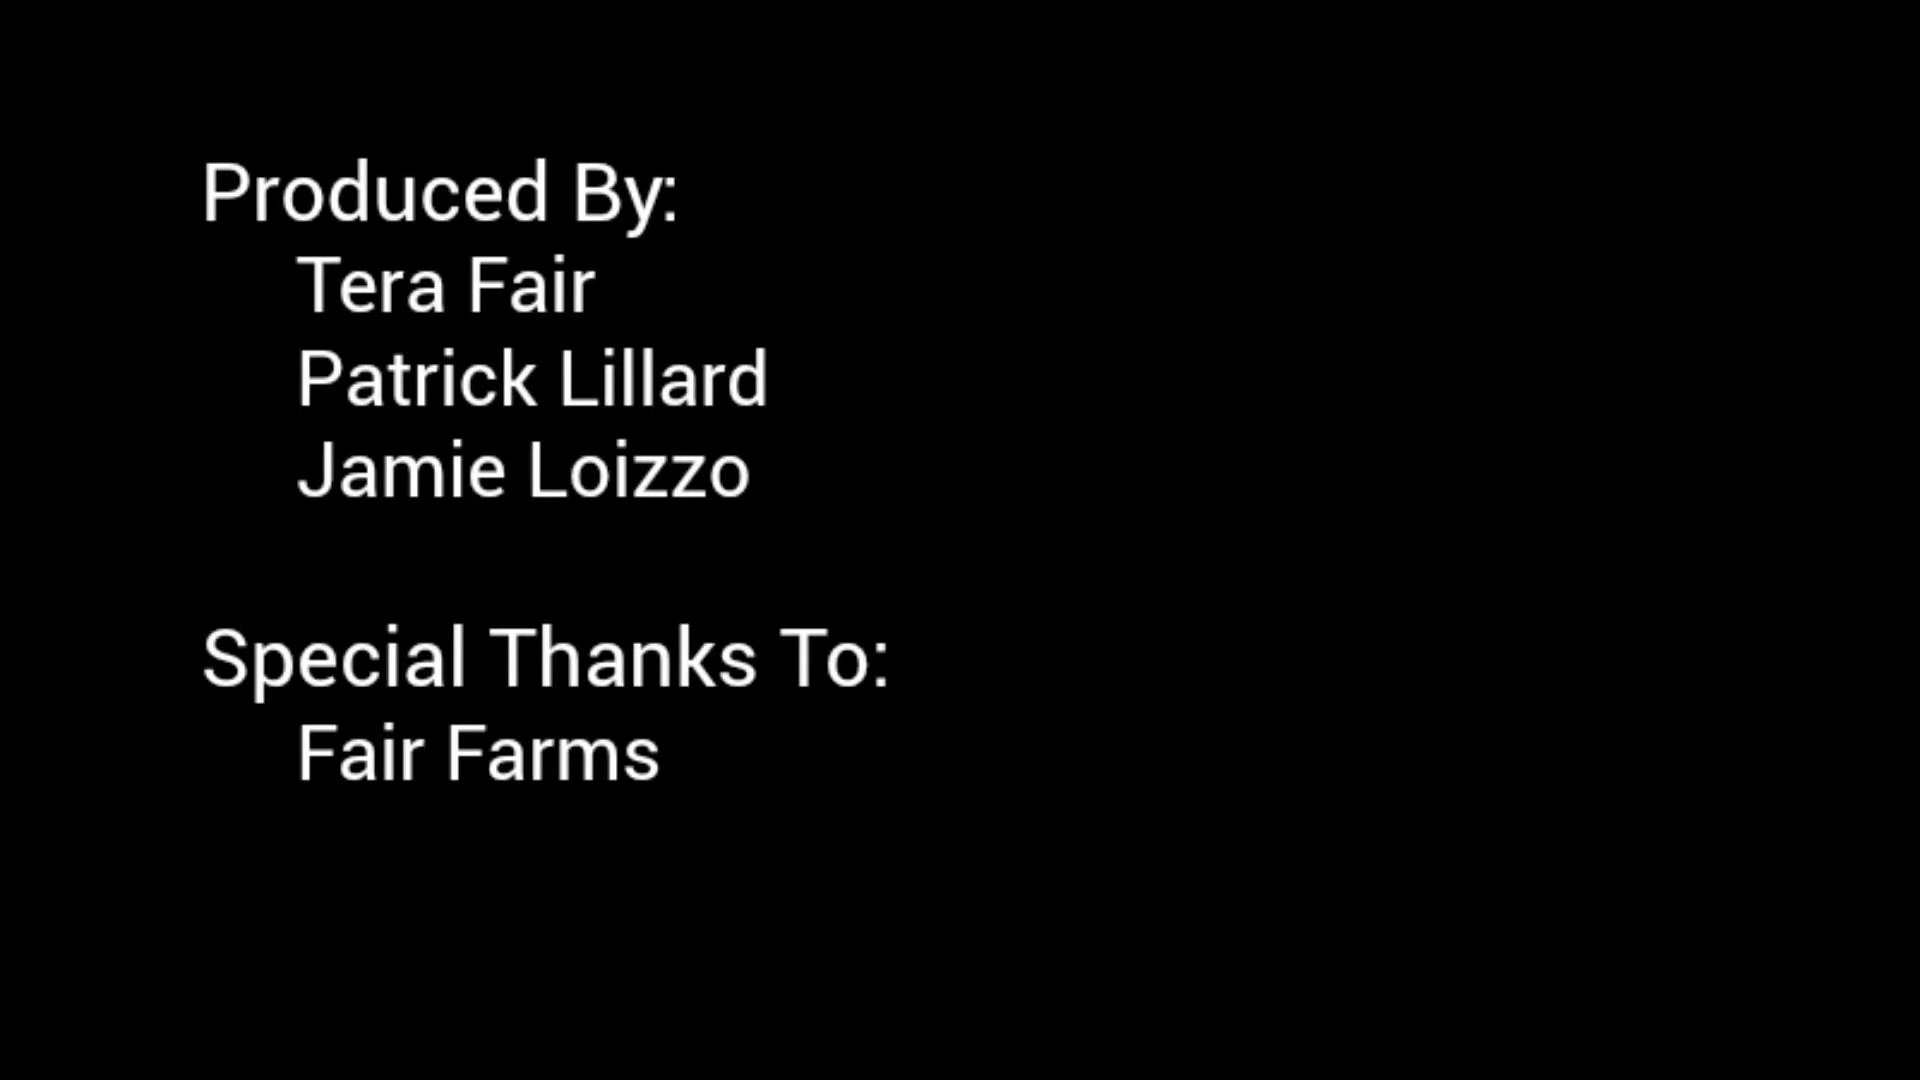 Produced By:
Tera Fair
Patrick Lillard
Jamie Loizzo
Special Thanks To:
Fair Farms